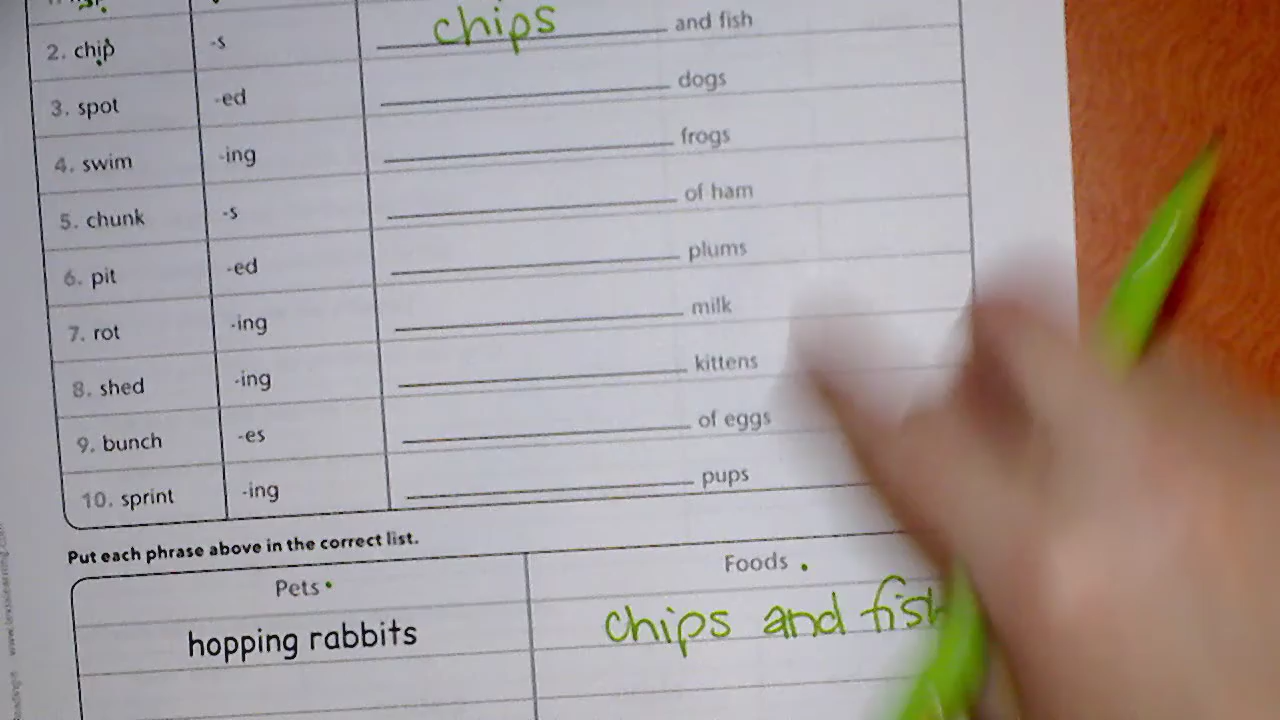 2. chip -s chips and fish
3. spot -ed dogs
4. swim -ing frogs
5. chunk -s of ham
6. pit -ed plums
7. rot -ing milk
8. shed -ing kittens
9. bunch -es of eggs
10. sprint -ing pups
Put each phrase above in the correct list.
Pets Foods
hopping rabbits chips and fish